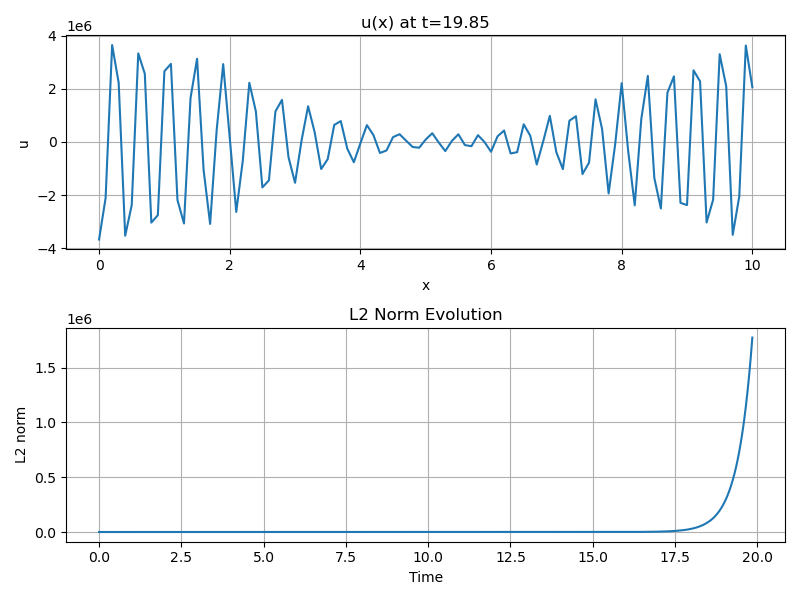 u(x) at t=19.85
1e6
4
2
0
−2
−4
u
0 2 4 6 8 10
x
L2 Norm Evolution
1e6
1.5
1.0
0.5
0.0
L2 norm
0.0 2.5 5.0 7.5 10.0 12.5 15.0 17.5 20.0
Time